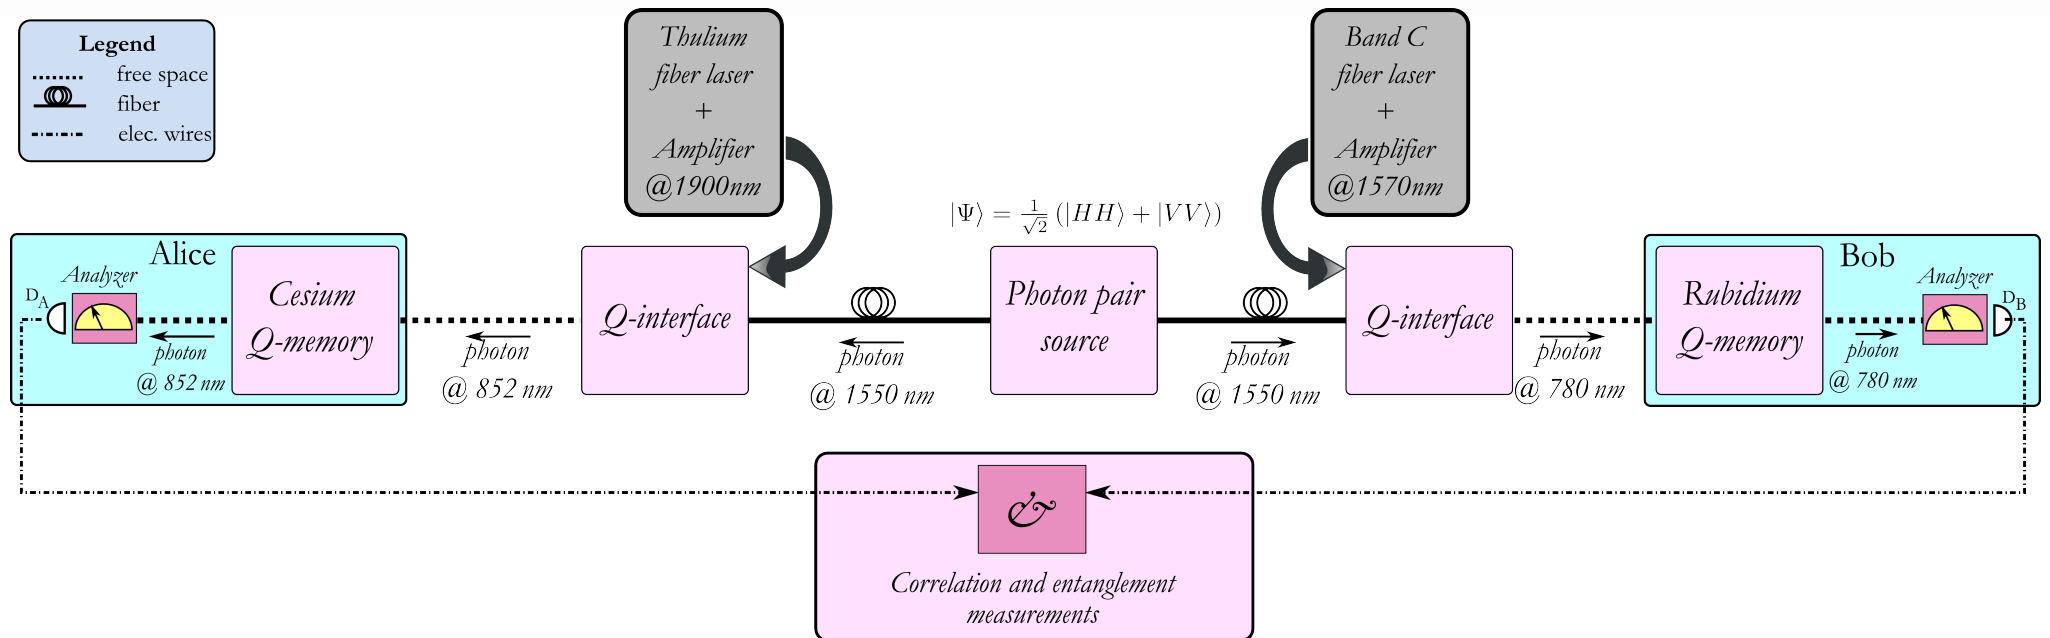 Legend
free space
fiber
elec. wires
Thulium
fiber laser
+
Amplifier
@1900nm
Band C
fiber laser
+
Amplifier
@1570nm
|Ψ⟩ = 1/√2 (|HH⟩ + |VV⟩)
Alice
Analyzer
D_A
photon
@ 852 nm
Cesium
Q-memory
photon
@ 852 nm
Q-interface
photon
@ 1550 nm
Photon pair
source
photon
@ 1550 nm
Q-interface
photon
@ 780 nm
Rubidium
Q-memory
Bob
Analyzer
D_B
photon
@ 780 nm
&
Correlation and entanglement
measurements